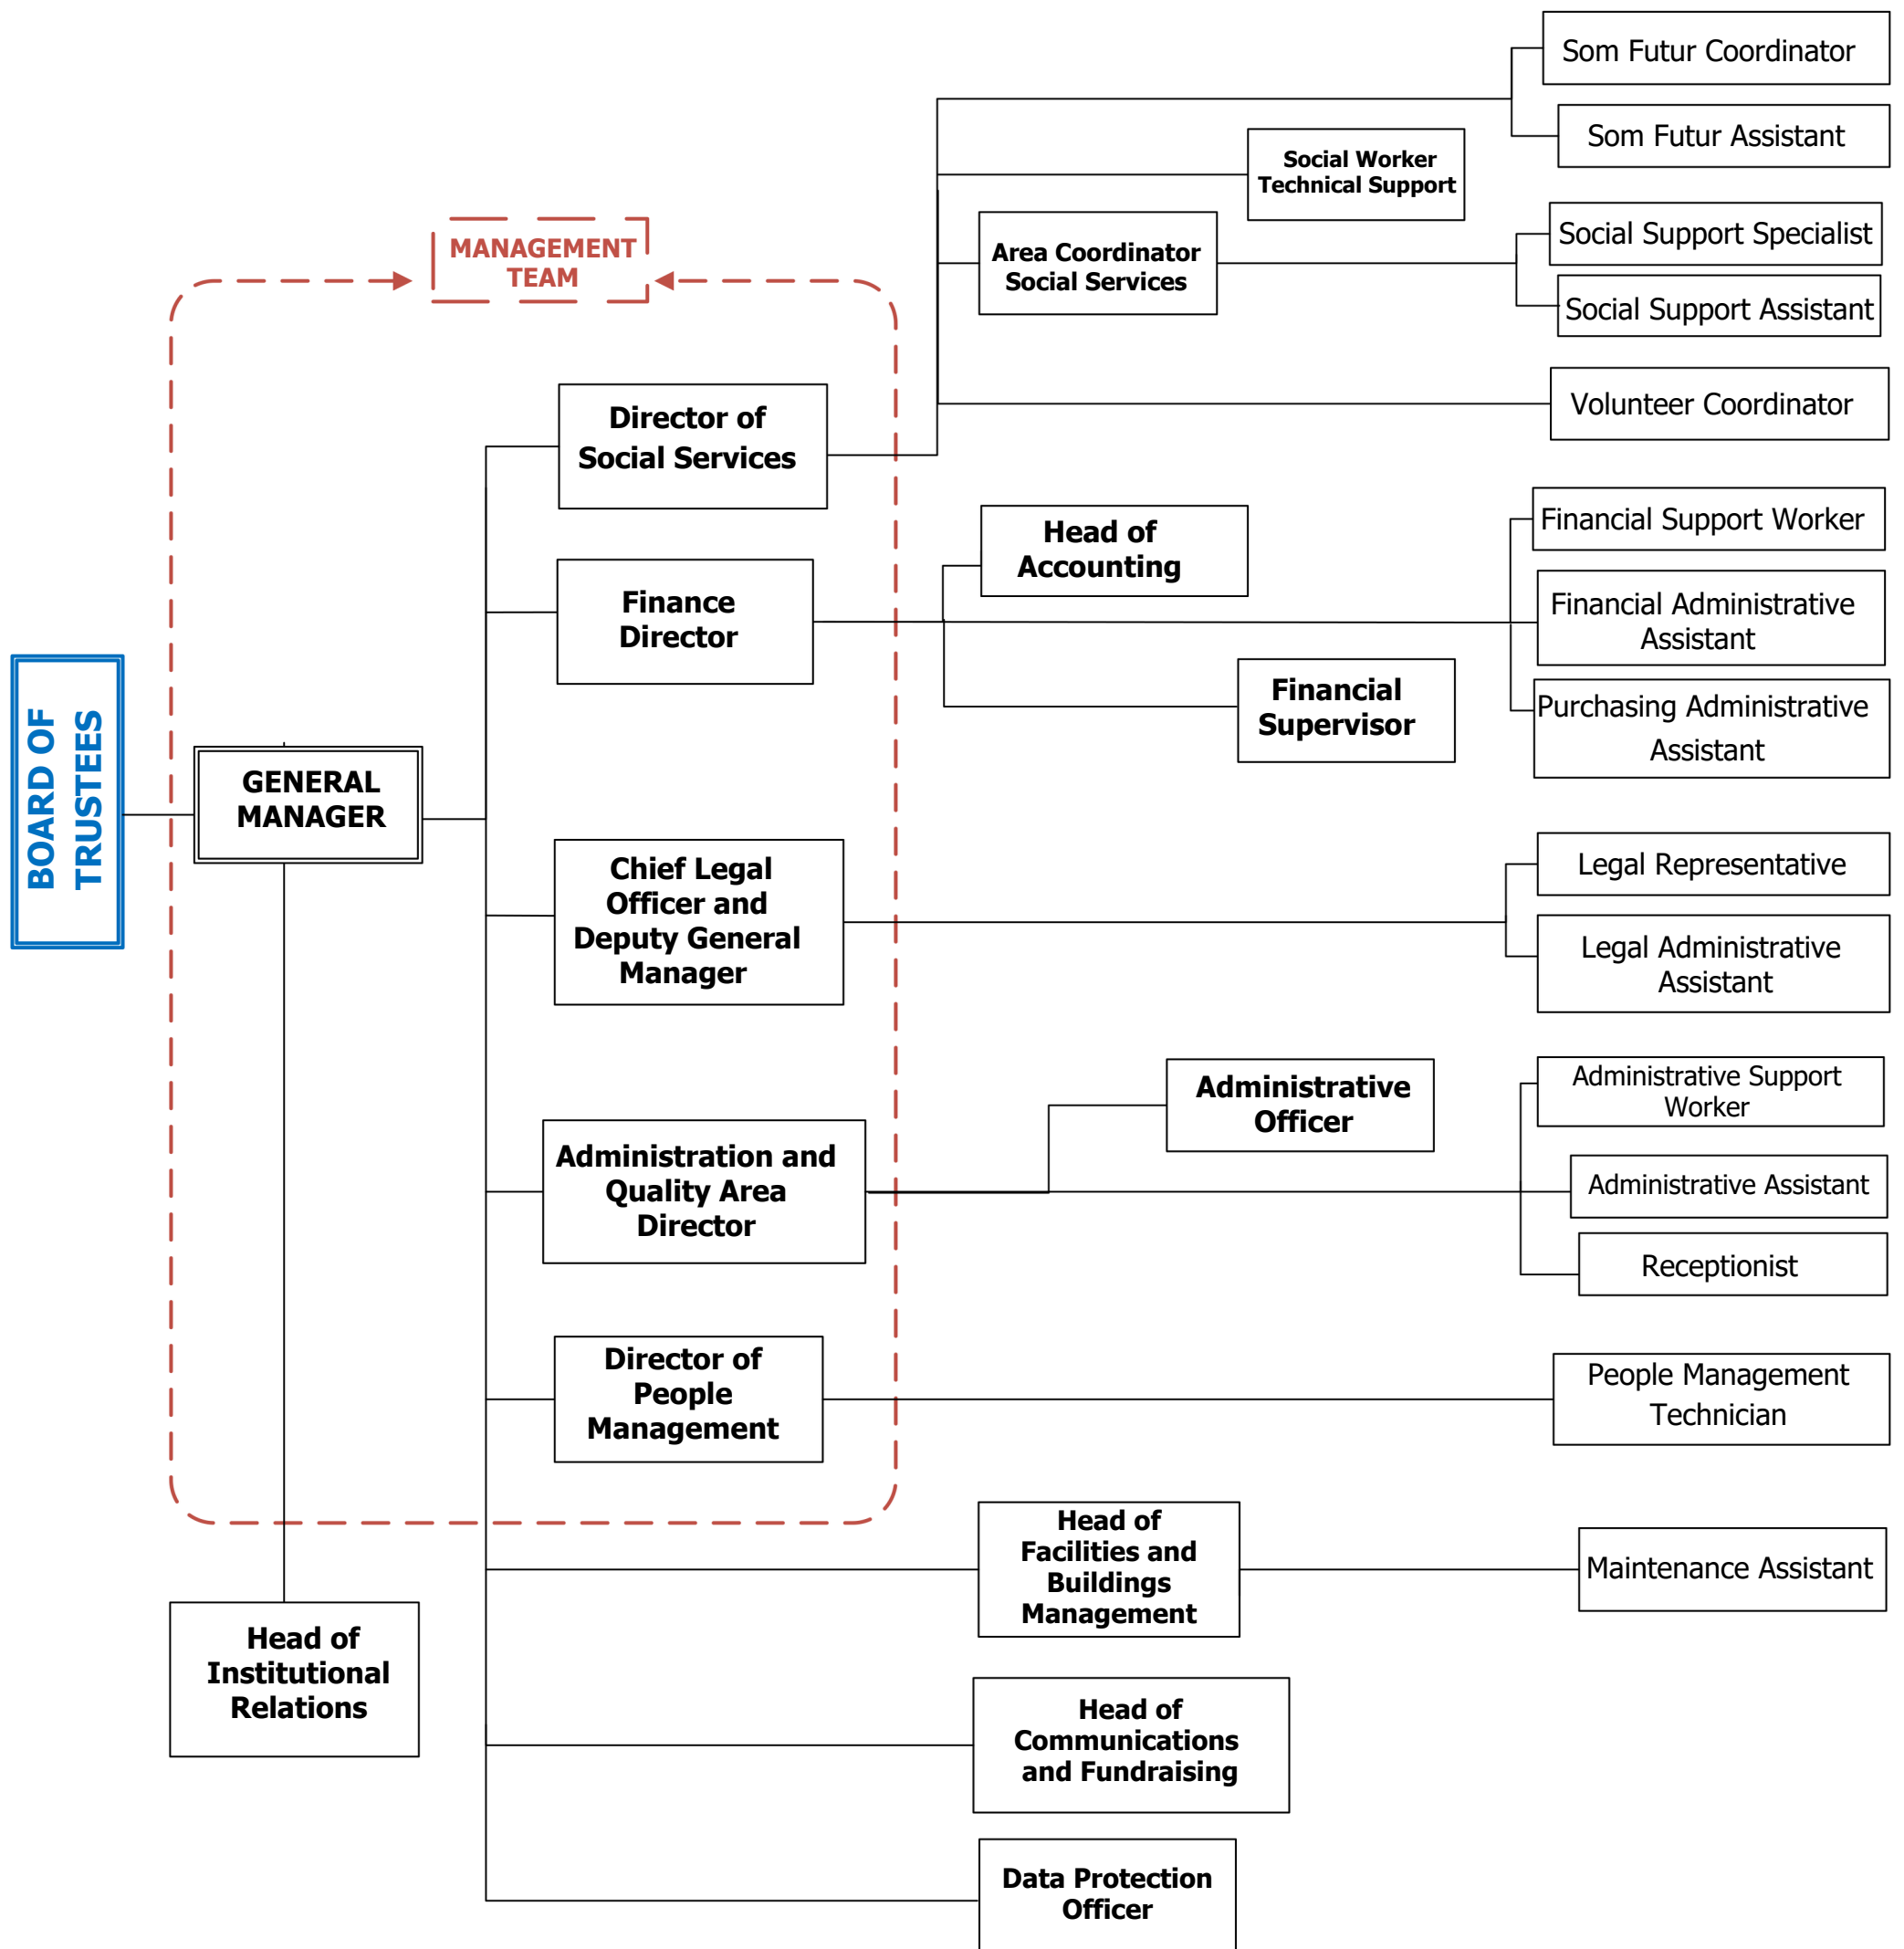 Som Futur Coordinator
Som Futur Assistant
Social Worker
Technical Support
MANAGEMENT
TEAM
Area Coordinator
Social Services
Social Support Specialist
Social Support Assistant
Volunteer Coordinator
Director of
Social Services
Head of
Accounting
Financial Support Worker
Finance
Director
Financial Administrative
Assistant
Financial
Supervisor
Purchasing Administrative
Assistant
BOARD OF
TRUSTEES
GENERAL
MANAGER
Chief Legal
Officer and
Deputy General
Manager
Legal Representative
Legal Administrative
Assistant
Administrative
Officer
Administrative Support
Worker
Administration and
Quality Area
Director
Administrative Assistant
Receptionist
Director of
People
Management
People Management
Technician
Head of
Facilities and
Buildings
Management
Maintenance Assistant
Head of
Institutional
Relations
Head of
Communications
and Fundraising
Data Protection
Officer